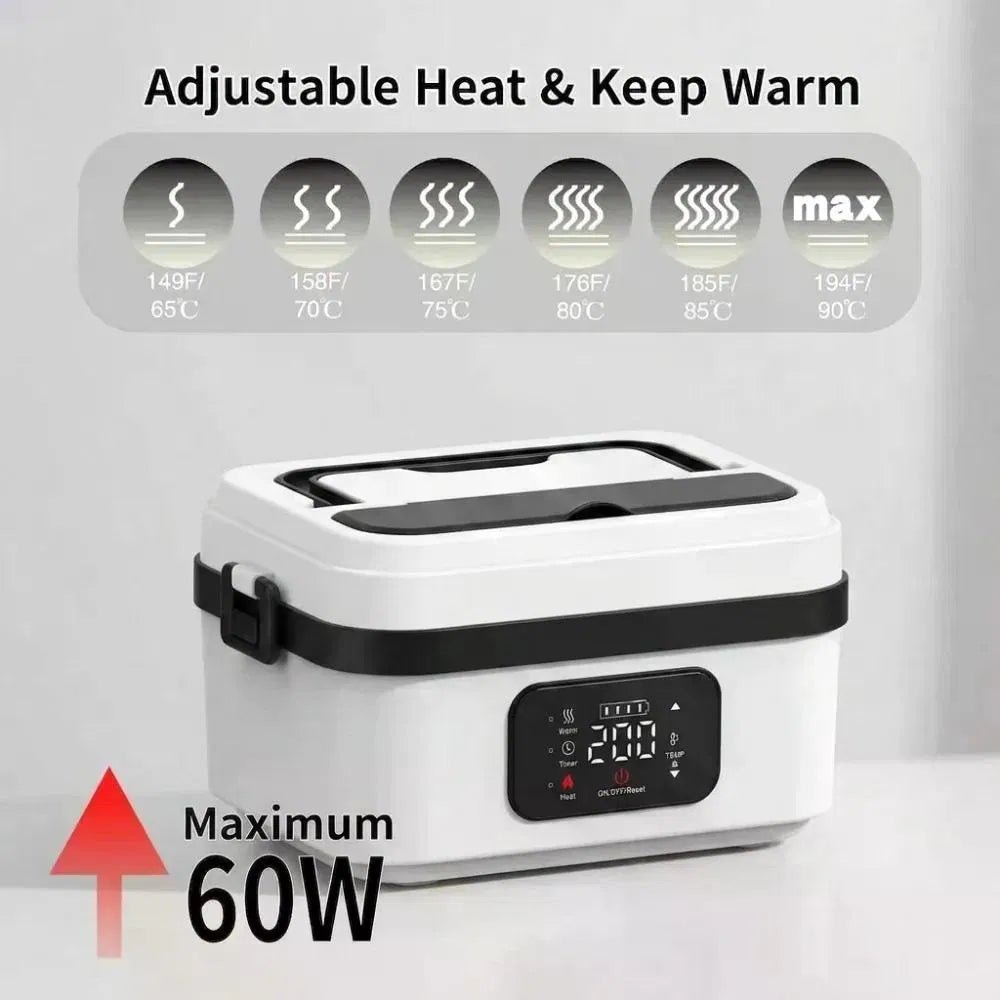 Adjustable Heat & Keep Warm
max
149F/
65℃
158F/
70℃
167F/
75℃
176F/
80℃
185F/
85℃
194F/
90℃
Warm
200
Timer
TEMP
Heat
ON/OFF/Reset
Maximum
60W